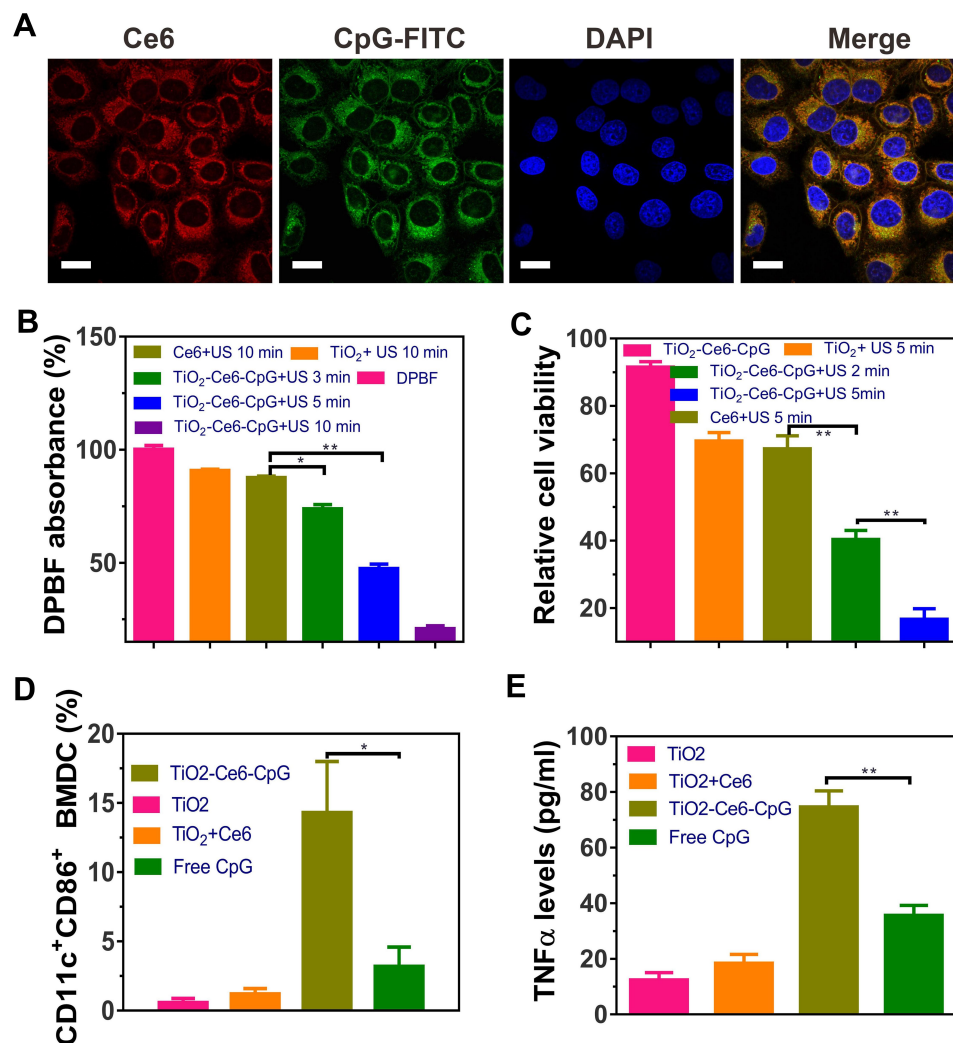 A
Ce6 CpG-FITC DAPI Merge
B
DPBF absorbance (%)
150
100
50
Ce6+US 10 min TiO₂+ US 10 min
TiO₂-Ce6-CpG+US 3 min DPBF
TiO₂-Ce6-CpG+US 5 min
TiO₂-Ce6-CpG+US 10 min
**
*
C
Relative cell viability
100
80
60
40
20
TiO₂-Ce6-CpG TiO₂+ US 5 min
TiO₂-Ce6-CpG+US 2 min
TiO₂-Ce6-CpG+US 5min
Ce6+US 5 min
**
**
D
CD11c⁺CD86⁺ BMDC (%)
20
15
10
5
0
TiO2-Ce6-CpG
TiO2
TiO₂+Ce6
Free CpG
*
E
TNFα levels (pg/ml)
100
80
60
40
20
0
TiO2
TiO2+Ce6
TiO2-Ce6-CpG
Free CpG
**